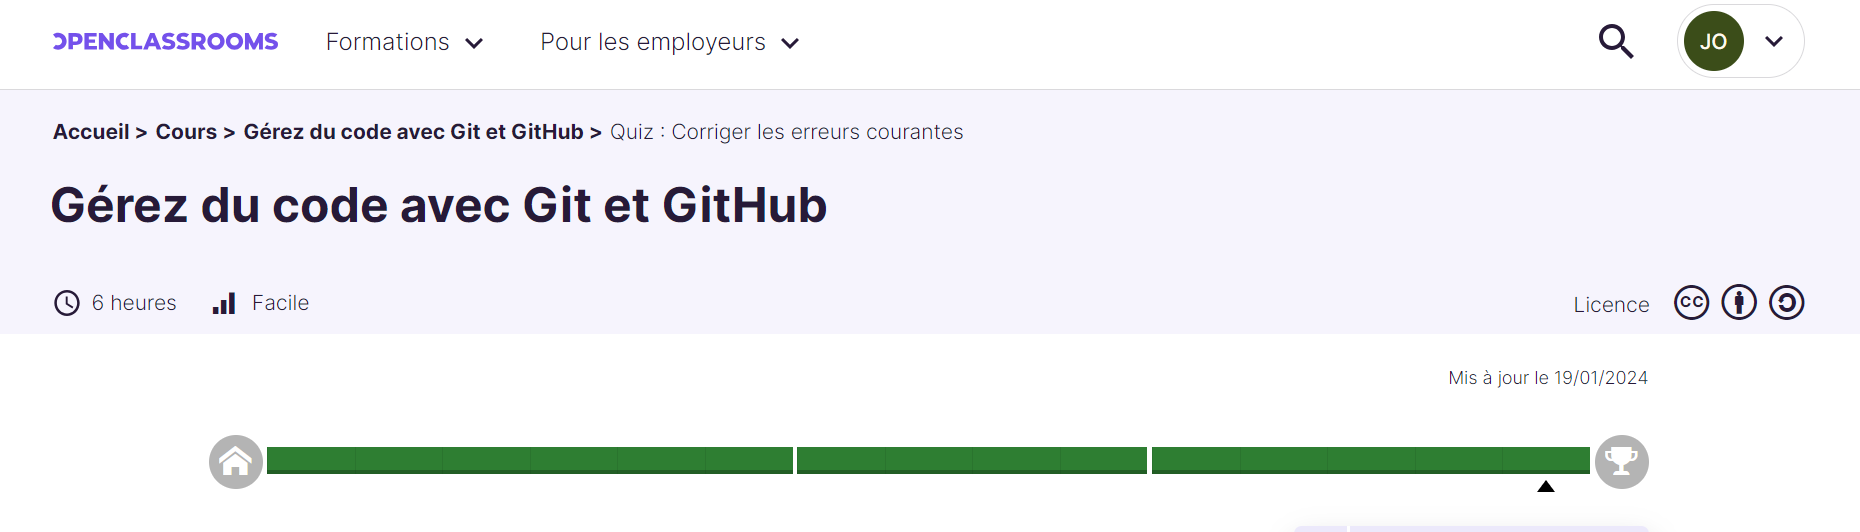 OPENCLASSROOMS Formations Pour les employeurs JO
Accueil > Cours > Gérez du code avec Git et GitHub > Quiz : Corriger les erreurs courantes
Gérez du code avec Git et GitHub
6 heures Facile Licence CC
Mis à jour le 19/01/2024